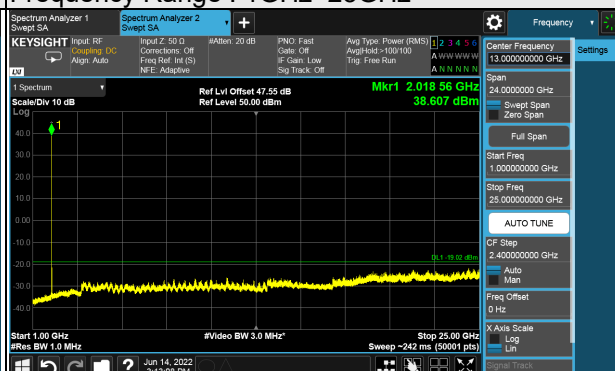 Frequency Range : 1GHz~25GHz
Spectrum Analyzer 1
Swept SA
Spectrum Analyzer 2
Swept SA
Frequency
Settings
KEYSIGHT
Input: RF
Coupling: DC
Align: Auto
Input Z: 50 Ω
Corrections: Off
Freq Ref: Int (S)
NFE: Adaptive
#Atten: 20 dB
PNO: Fast
Gate: Off
IF Gain: Low
Sig Track: Off
Avg Type: Power (RMS)
Avg|Hold:>100/100
Trig: Free Run
1 2 3 4 5 6
A W W W W W
A N N N N N
LXI
1 Spectrum
Scale/Div 10 dB
Ref Lvl Offset 47.55 dB
Ref Level 50.00 dBm
Mkr1 2.018 56 GHz
38.607 dBm
Log
1
40.0
30.0
20.0
10.0
0.00
-10.0
-20.0
-30.0
-40.0
DL1 -19.02 dBm
Start 1.00 GHz
#Res BW 1.0 MHz
#Video BW 3.0 MHz*
Stop 25.00 GHz
Sweep ~242 ms (50001 pts)
Center Frequency
13.00000000 GHz
Span
24.0000000 GHz
Swept Span
Zero Span
Full Span
Start Freq
1.000000000 GHz
Stop Freq
25.00000000 GHz
AUTO TUNE
CF Step
2.400000000 GHz
Auto
Man
Freq Offset
0 Hz
X Axis Scale
Log
Lin
Signal Track
Jun 14, 2022